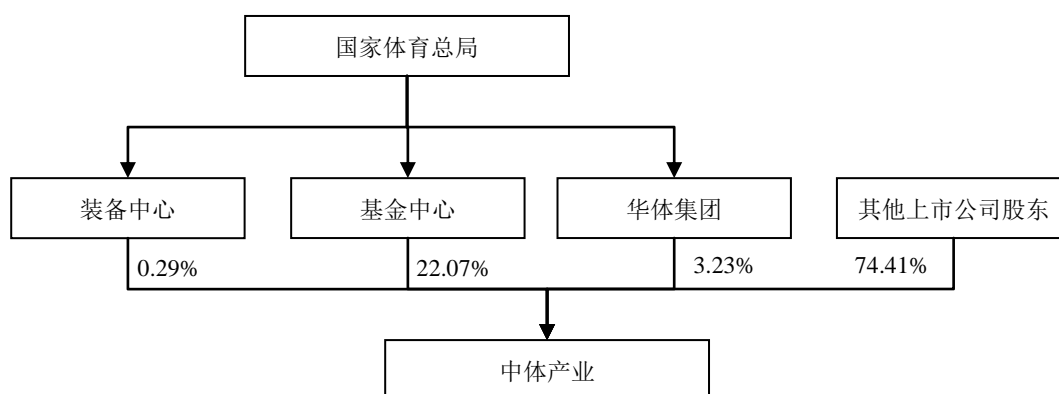 国家体育总局
装备中心
基金中心
华体集团
其他上市公司股东
0.29%
22.07%
3.23%
74.41%
中体产业